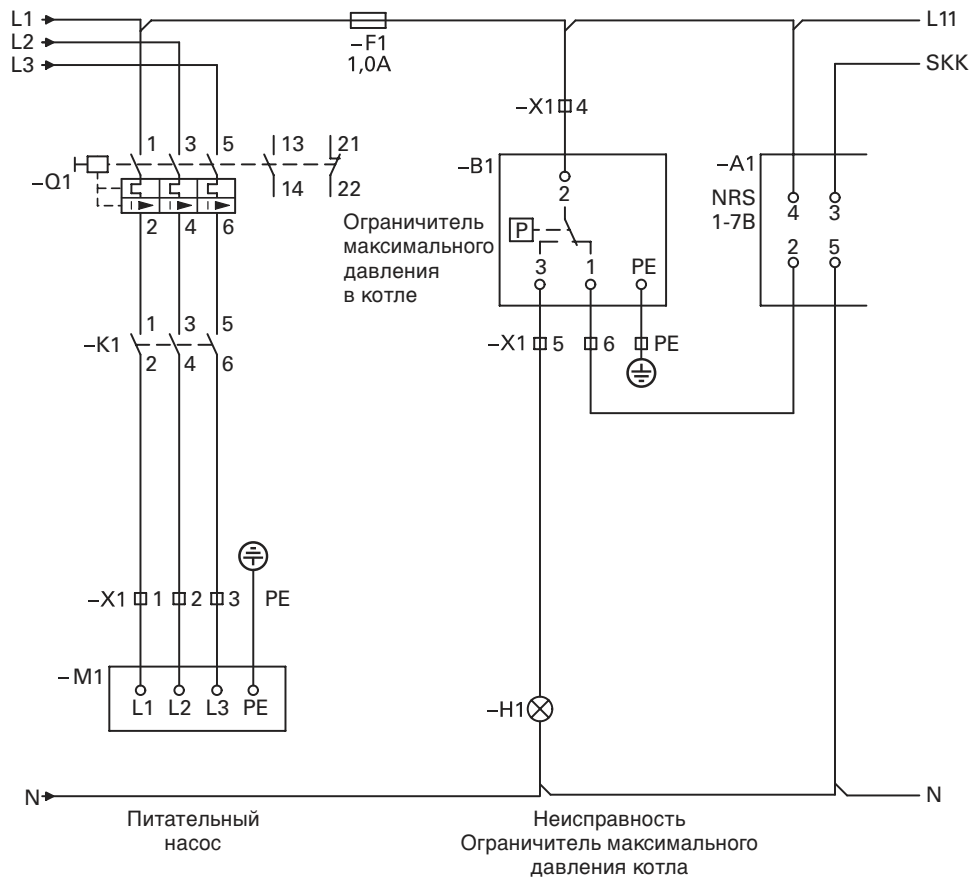 L1
L2
L3
–F1
1,0A
L11
SKK
–X1 4
1 3 5 13 21
–Q1
14 22
2 4 6
Ограничитель
максимального
давления
в котле
–B1
2
P
3 1 PE
–A1
NRS
1-7B
4 3
2 5
–X1 5 6 PE
1 3 5
–K1
2 4 6
–X1 1 2 3 PE
–M1
L1 L2 L3 PE
–H1
N
N
Питательный
насос
Неисправность
Ограничитель максимального
давления котла